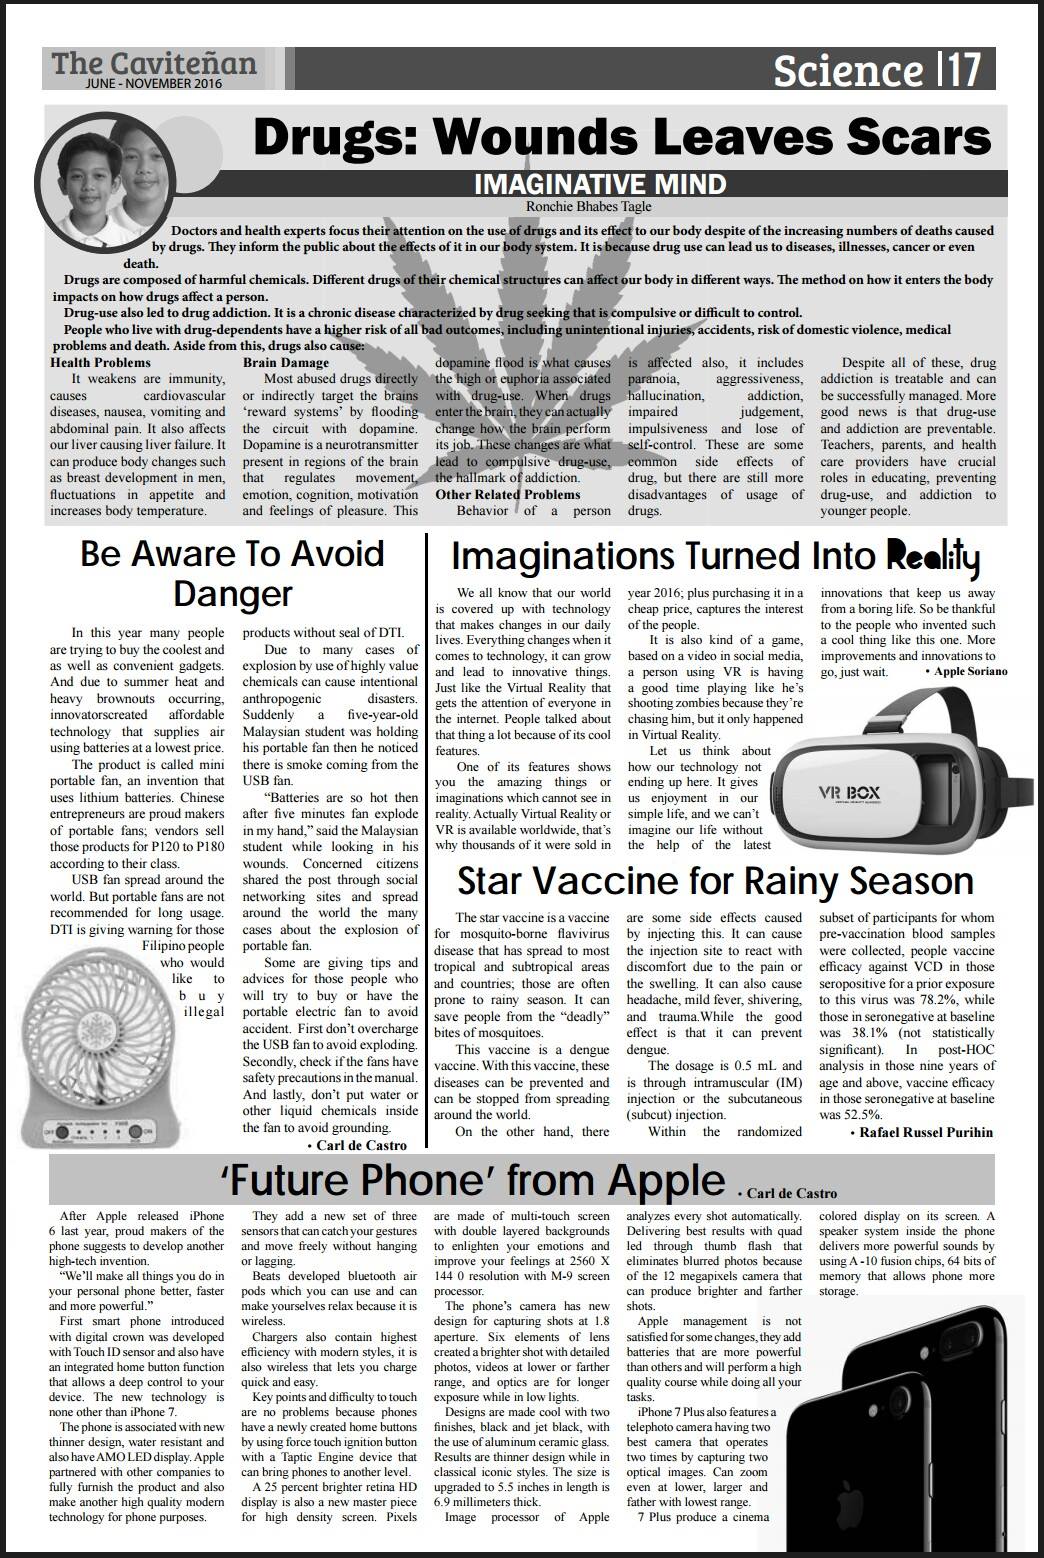 The Caviteñan
JUNE - NOVEMBER 2016
Science |17
Drugs: Wounds Leaves Scars
IMAGINATIVE MIND
Ronchie Bhabes Tagle
Doctors and health experts focus their attention on the use of drugs and its effect to our body despite of the increasing numbers of deaths caused
by drugs. They inform the public about the effects of it in our body system. It is because drug use can lead us to diseases, illnesses, cancer or even
death.
Drugs are composed of harmful chemicals. Different drugs of their chemical structures can affect our body in different ways. The method on how it enters the body
impacts on how drugs affect a person.
Drug-use also led to drug addiction. It is a chronic disease characterized by drug seeking that is compulsive or difficult to control.
People who live with drug-dependents have a higher risk of all bad outcomes, including unintentional injuries, accidents, risk of domestic violence, medical
problems and death. Aside from this, drugs also cause:
Health Problems
It weakens are immunity,
causes cardiovascular
diseases, nausea, vomiting and
abdominal pain. It also affects
our liver causing liver failure. It
can produce body changes such
as breast development in men,
fluctuations in appetite and
increases body temperature.
Brain Damage
Most abused drugs directly
or indirectly target the brains
‘reward systems’ by flooding
the circuit with dopamine.
Dopamine is a neurotransmitter
present in regions of the brain
that regulates movement,
emotion, cognition, motivation
and feelings of pleasure. This
dopamine flood is what causes
the high or euphoria associated
with drug-use. When drugs
enter the brain, they can actually
change how the brain perform
its job. These changes are what
lead to compulsive drug-use,
the hallmark of addiction.
Other Related Problems
Behavior of a person
is affected also, it includes
paranoia, aggressiveness,
hallucination, addiction,
impaired judgement,
impulsiveness and lose of
self-control. These are some
common side effects of
drug, but there are still more
disadvantages of usage of
drugs.
Despite all of these, drug
addiction is treatable and can
be successfully managed. More
good news is that drug-use
and addiction are preventable.
Teachers, parents, and health
care providers have crucial
roles in educating, preventing
drug-use, and addiction to
younger people.
Be Aware To Avoid
Danger
In this year many people
are trying to buy the coolest and
as well as convenient gadgets.
And due to summer heat and
heavy brownouts occurring,
innovatorscreated affordable
technology that supplies air
using batteries at a lowest price.
The product is called mini
portable fan, an invention that
uses lithium batteries. Chinese
entrepreneurs are proud makers
of portable fans; vendors sell
those products for P120 to P180
according to their class.
USB fan spread around the
world. But portable fans are not
recommended for long usage.
DTI is giving warning for those
Filipino people
who would
like to
b u y
illegal
products without seal of DTI.
Due to many cases of
explosion by use of highly value
chemicals can cause intentional
anthropogenic disasters.
Suddenly a five-year-old
Malaysian student was holding
his portable fan then he noticed
there is smoke coming from the
USB fan.
“Batteries are so hot then
after five minutes fan explode
in my hand,” said the Malaysian
student while looking in his
wounds. Concerned citizens
shared the post through social
networking sites and spread
around the world the many
cases about the explosion of
portable fan.
Some are giving tips and
advices for those people who
will try to buy or have the
portable electric fan to avoid
accident. First don’t overcharge
the USB fan to avoid exploding.
Secondly, check if the fans have
safety precautions in the manual.
And lastly, don’t put water or
other liquid chemicals inside
the fan to avoid grounding.
• Carl de Castro
OFF
ON
Imaginations Turned Into Reality
We all know that our world
is covered up with technology
that makes changes in our daily
lives. Everything changes when it
comes to technology, it can grow
and lead to innovative things.
Just like the Virtual Reality that
gets the attention of everyone in
the internet. People talked about
that thing a lot because of its cool
features.
One of its features shows
you the amazing things or
imaginations which cannot see in
reality. Actually Virtual Reality or
VR is available worldwide, that’s
why thousands of it were sold in
year 2016; plus purchasing it in a
cheap price, captures the interest
of the people.
It is also kind of a game,
based on a video in social media,
a person using VR is having
a good time playing like he’s
shooting zombies because they’re
chasing him, but it only happened
in Virtual Reality.
Let us think about
how our technology not
ending up here. It gives
us enjoyment in our
simple life, and we can’t
imagine our life without
the help of the latest
innovations that keep us away
from a boring life. So be thankful
to the people who invented such
a cool thing like this one. More
improvements and innovations to
go, just wait.
• Apple Soriano
VR BOX
Star Vaccine for Rainy Season
The star vaccine is a vaccine
for mosquito-borne flavivirus
disease that has spread to most
tropical and subtropical areas
and countries; those are often
prone to rainy season. It can
save people from the “deadly”
bites of mosquitoes.
This vaccine is a dengue
vaccine. With this vaccine, these
diseases can be prevented and
can be stopped from spreading
around the world.
On the other hand, there
are some side effects caused
by injecting this. It can cause
the injection site to react with
discomfort due to the pain or
the swelling. It can also cause
headache, mild fever, shivering,
and trauma.While the good
effect is that it can prevent
dengue.
The dosage is 0.5 mL and
is through intramuscular (IM)
injection or the subcutaneous
(subcut) injection.
Within the randomized
subset of participants for whom
pre-vaccination blood samples
were collected, people vaccine
efficacy against VCD in those
seropositive for a prior exposure
to this virus was 78.2%, while
those in seronegative at baseline
was 38.1% (not statistically
significant). In post-HOC
analysis in those nine years of
age and above, vaccine efficacy
in those seronegative at baseline
was 52.5%.
• Rafael Russel Purihin
‘Future Phone’ from Apple
• Carl de Castro
After Apple released iPhone
6 last year, proud makers of the
phone suggests to develop another
high-tech invention.
“We’ll make all things you do in
your personal phone better, faster
and more powerful.”
First smart phone introduced
with digital crown was developed
with Touch ID sensor and also have
an integrated home button function
that allows a deep control to your
device. The new technology is
none other than iPhone 7.
The phone is associated with new
thinner design, water resistant and
also have AMO LED display. Apple
partnered with other companies to
fully furnish the product and also
make another high quality modern
technology for phone purposes.
They add a new set of three
sensors that can catch your gestures
and move freely without hanging
or lagging.
Beats developed bluetooth air
pods which you can use and can
make yourselves relax because it is
wireless.
Chargers also contain highest
efficiency with modern styles, it is
also wireless that lets you charge
quick and easy.
Key points and difficulty to touch
are no problems because phones
have a newly created home buttons
by using force touch ignition button
with a Taptic Engine device that
can bring phones to another level.
A 25 percent brighter retina HD
display is also a new master piece
for high density screen. Pixels
are made of multi-touch screen
with double layered backgrounds
to enlighten your emotions and
improve your feelings at 2560 X
144 0 resolution with M-9 screen
processor.
The phone’s camera has new
design for capturing shots at 1.8
aperture. Six elements of lens
created a brighter shot with detailed
photos, videos at lower or farther
range, and optics are for longer
exposure while in low lights.
Designs are made cool with two
finishes, black and jet black, with
the use of aluminum ceramic glass.
Results are thinner design while in
classical iconic styles. The size is
upgraded to 5.5 inches in length is
6.9 millimeters thick.
Image processor of Apple
analyzes every shot automatically.
Delivering best results with quad
led through thumb flash that
eliminates blurred photos because
of the 12 megapixels camera that
can produce brighter and farther
shots.
Apple management is not
satisfied for some changes, they add
batteries that are more powerful
than others and will perform a high
quality course while doing all your
tasks.
iPhone 7 Plus also features a
telephoto camera having two
best camera that operates
two times by capturing two
optical images. Can zoom
even at lower, larger and
father with lowest range.
7 Plus produce a cinema
colored display on its screen. A
speaker system inside the phone
delivers more powerful sounds by
using A -10 fusion chips, 64 bits of
memory that allows phone more
storage.